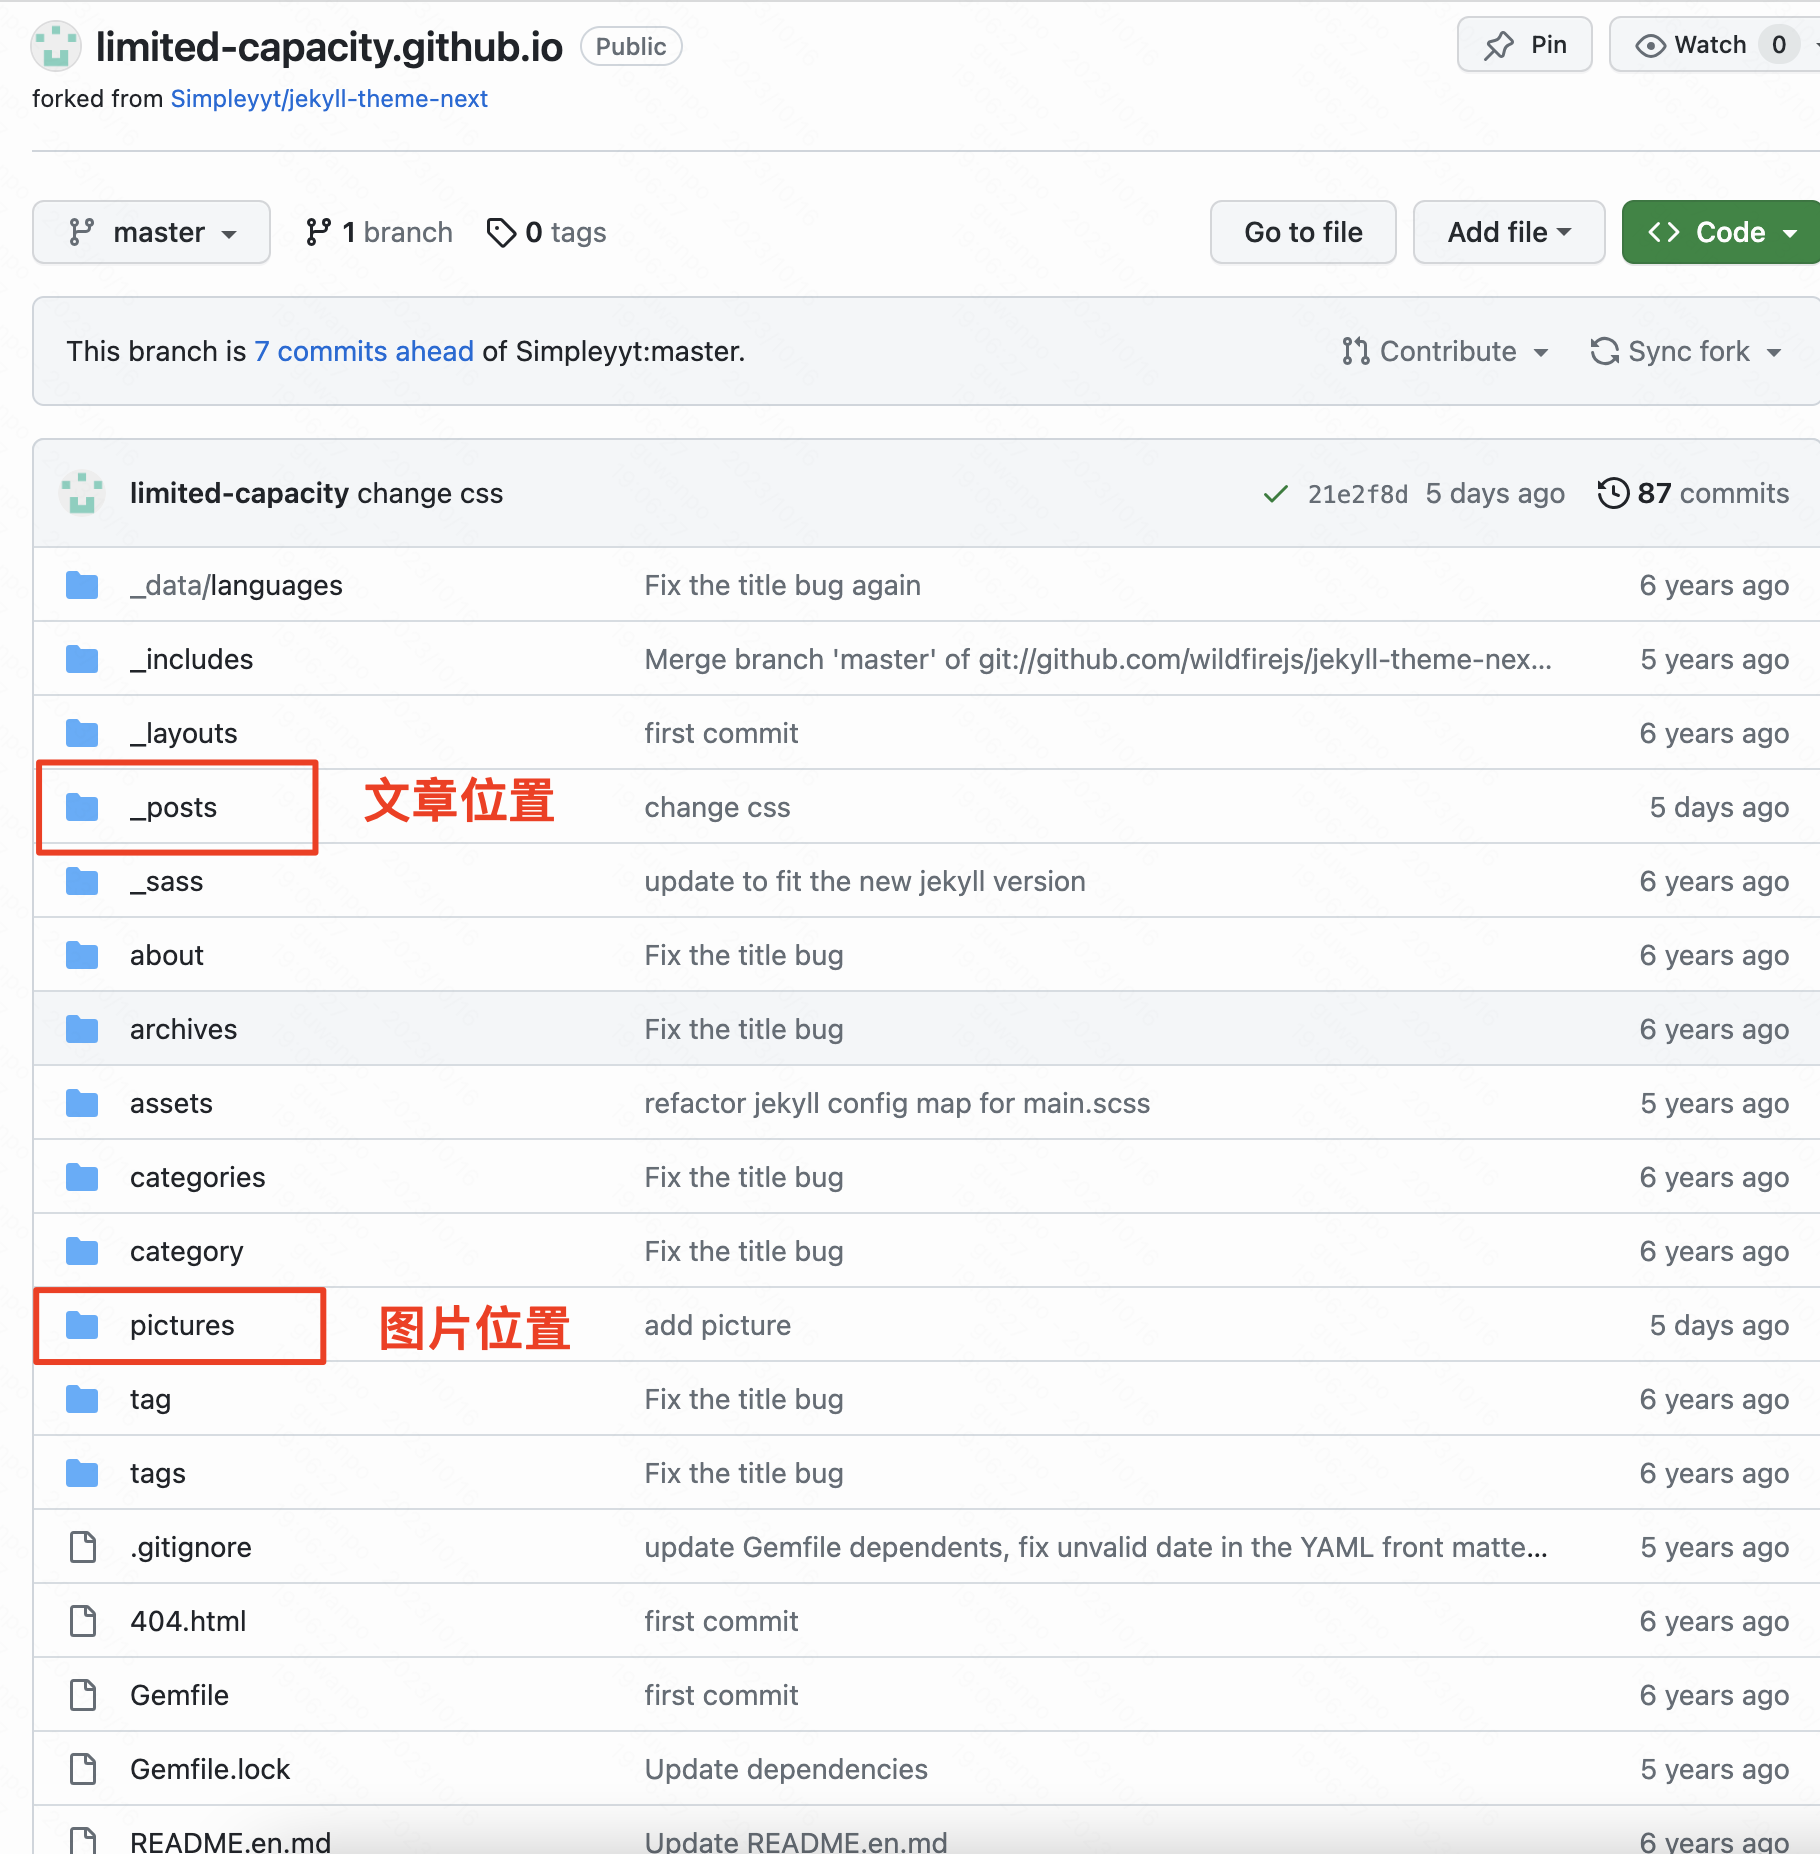 limited-capacity.github.io Public Pin Watch 0
forked from Simpleyyt/jekyll-theme-next
master 1 branch 0 tags Go to file Add file Code
This branch is 7 commits ahead of Simpleyyt:master. Contribute Sync fork
limited-capacity change css 21e2f8d 5 days ago 87 commits
_data/languages Fix the title bug again 6 years ago
_includes Merge branch 'master' of git://github.com/wildfirejs/jekyll-theme-nex... 5 years ago
_layouts first commit 6 years ago
_posts 文章位置 change css 5 days ago
_sass update to fit the new jekyll version 6 years ago
about Fix the title bug 6 years ago
archives Fix the title bug 6 years ago
assets refactor jekyll config map for main.scss 5 years ago
categories Fix the title bug 6 years ago
category Fix the title bug 6 years ago
pictures 图片位置 add picture 5 days ago
tag Fix the title bug 6 years ago
tags Fix the title bug 6 years ago
.gitignore update Gemfile dependents, fix unvalid date in the YAML front matte... 5 years ago
404.html first commit 6 years ago
Gemfile first commit 6 years ago
Gemfile.lock Update dependencies 5 years ago
README.en.md Update README.en.md 6 years ago